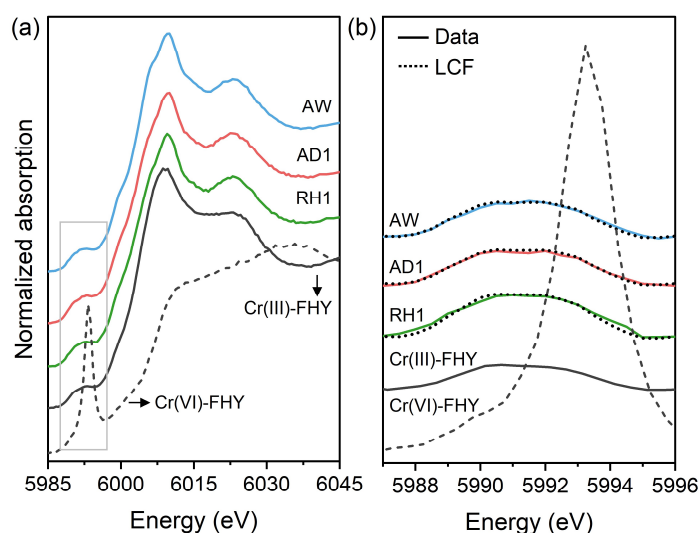 (a)
Normalized absorption
AW
AD1
RH1
Cr(III)-FHY
Cr(VI)-FHY
5985 6000 6015 6030 6045
Energy (eV)
(b)
Data
LCF
AW
AD1
RH1
Cr(III)-FHY
Cr(VI)-FHY
5988 5990 5992 5994 5996
Energy (eV)